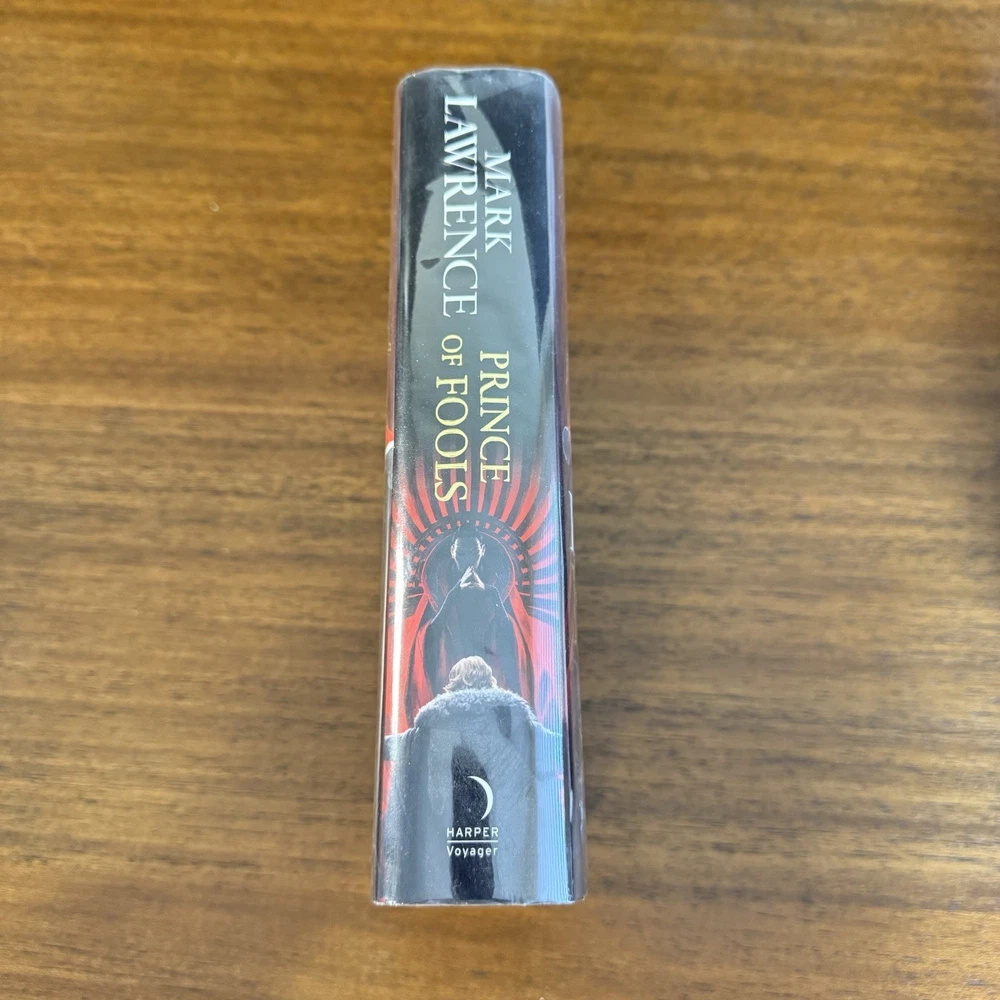 MARK
LAWRENCE
PRINCE
OF FOOLS
HARPER
Voyager